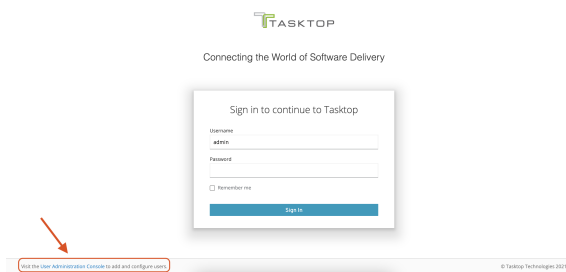 TASKTOP
Connecting the World of Software Delivery
Sign in to continue to Tasktop
Username
admin
Password
Remember me
Sign In
Visit the User Administration Console to add and configure users.
© Tasktop Technologies 2021